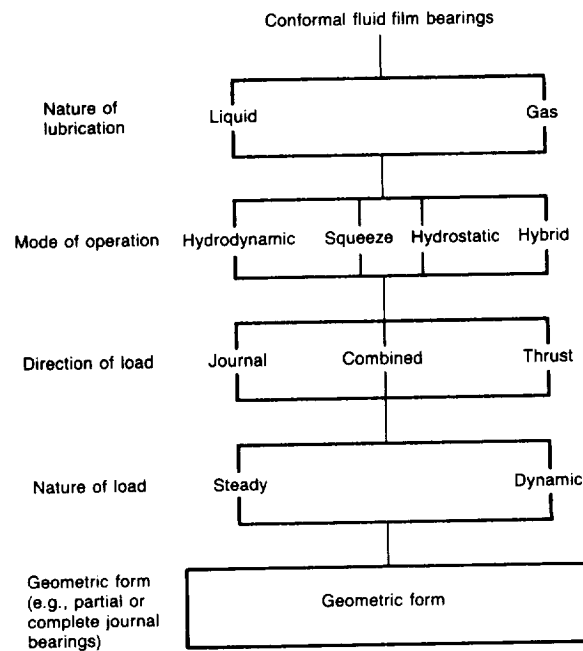 Conformal fluid film bearings
Nature of
lubrication
Liquid
Gas
Mode of operation
Hydrodynamic
Squeeze
Hydrostatic
Hybrid
Direction of load
Journal
Combined
Thrust
Nature of load
Steady
Dynamic
Geometric form
(e.g., partial or
complete journal
bearings)
Geometric form